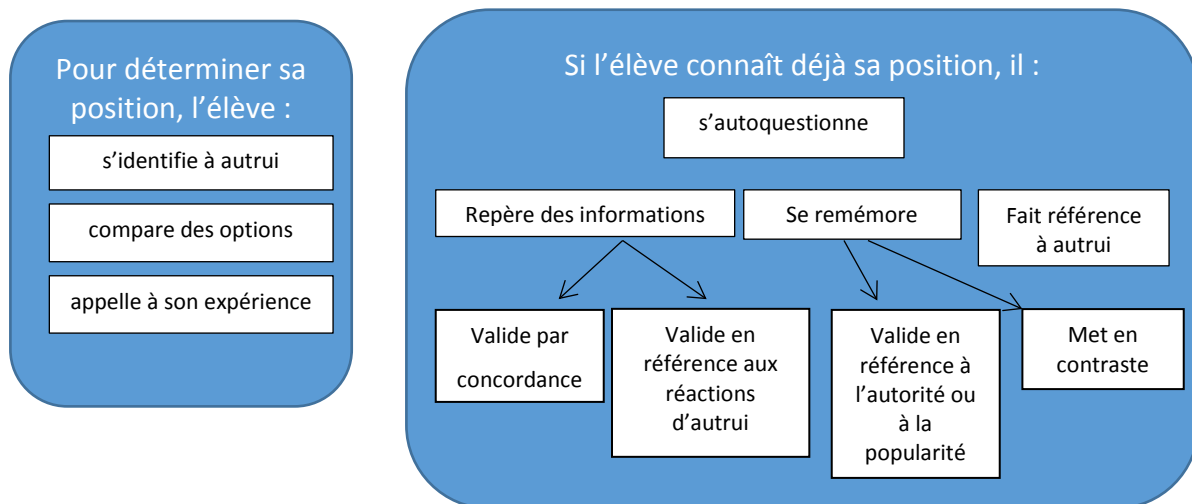 Pour déterminer sa
position, l’élève :
s’identifie à autrui
compare des options
appelle à son expérience
Si l’élève connaît déjà sa position, il :
s’autoquestionne
Repère des informations
Se remémore
Fait référence
à autrui
Valide par
concordance
Valide en
référence aux
réactions
d’autrui
Valide en
référence à
l’autorité ou
à la
popularité
Met en
contraste